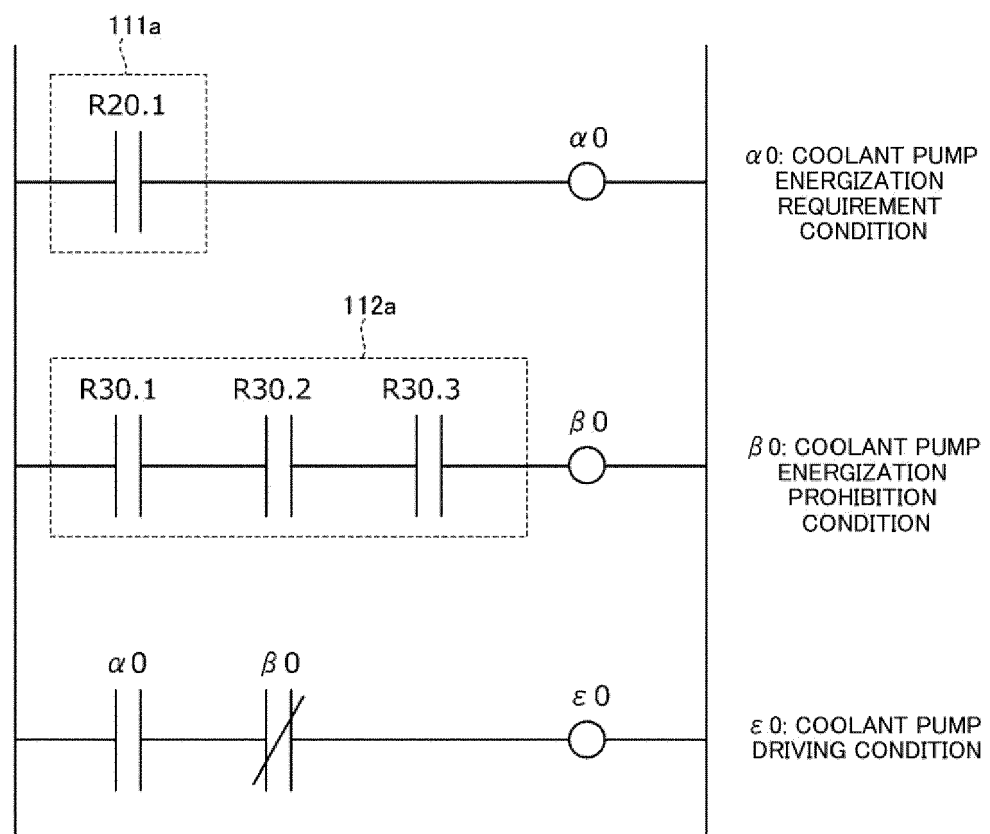 111a
R20.1
α0
α0: COOLANT PUMP
ENERGIZATION
REQUIREMENT
CONDITION
112a
R30.1 R30.2 R30.3
β0
β0: COOLANT PUMP
ENERGIZATION
PROHIBITION
CONDITION
α0 β0
ε0
ε0: COOLANT PUMP
DRIVING CONDITION